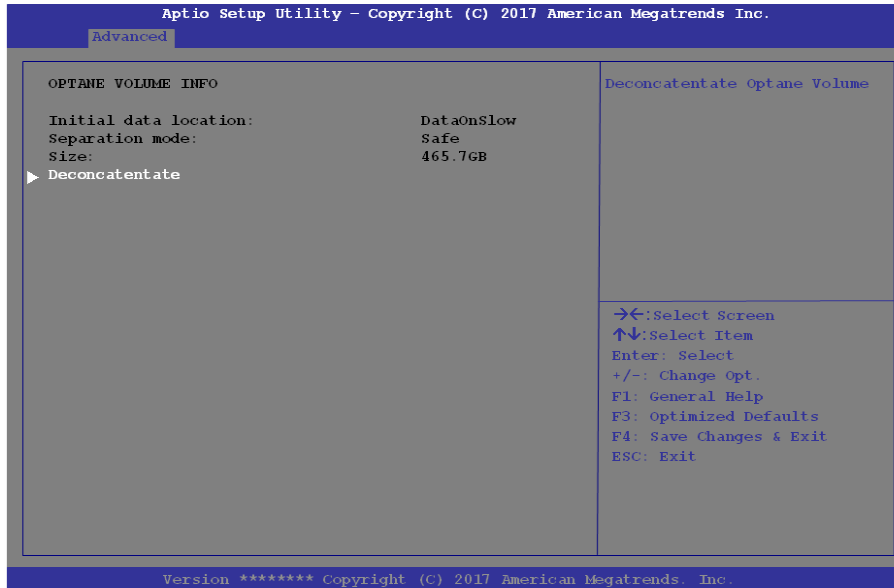 Aptio Setup Utility – Copyright (C) 2017 American Megatrends Inc.
Advanced
OPTANE VOLUME INFO
Initial data location: DataOnSlow
Separation mode: Safe
Size: 465.7GB
Deconcatentate
Deconcatentate Optane Volume
→←:Select Screen
↑↓:Select Item
Enter: Select
+/-: Change Opt.
F1: General Help
F3: Optimized Defaults
F4: Save Changes & Exit
ESC: Exit
Version ******** Copyright (C) 2017 American Megatrends. Inc.